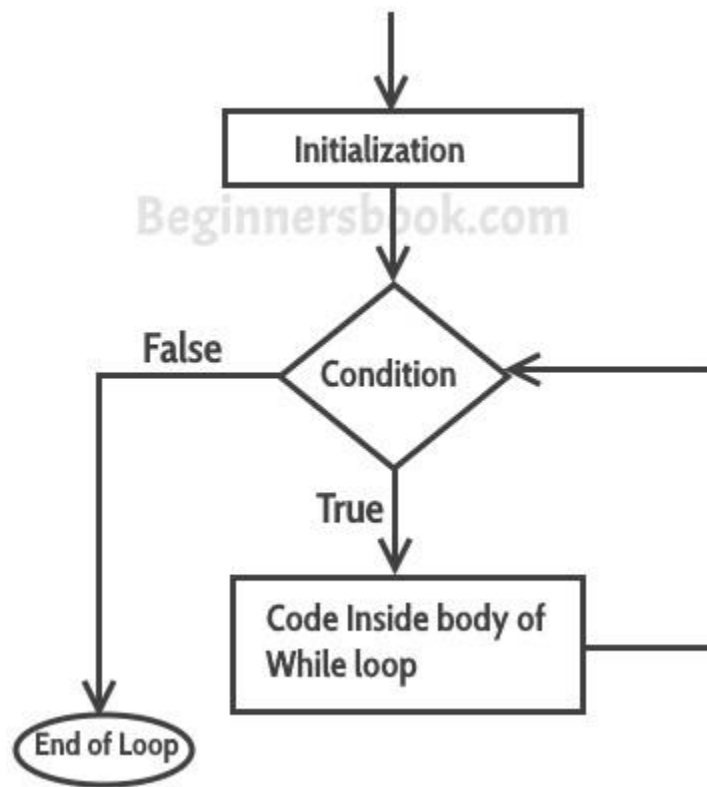 Initialization
Beginnersbook.com
False
Condition
True
Code Inside body of
While loop
End of Loop